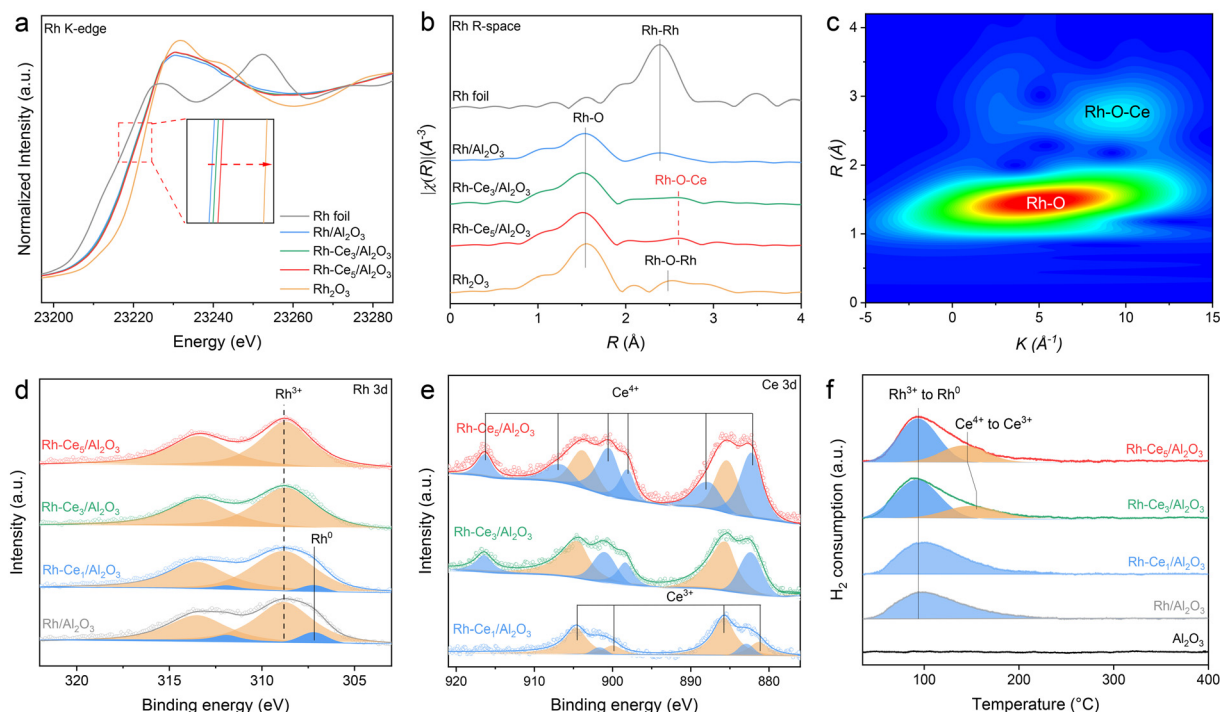 a
Rh K-edge
Normalized Intensity (a.u.)
Rh foil
Rh/Al₂O₃
Rh-Ce₃/Al₂O₃
Rh-Ce₅/Al₂O₃
Rh₂O₃
23200 23220 23240 23260 23280
Energy (eV)
b
Rh R-space
|χ(R)|(A⁻³)
Rh-Rh
Rh foil
Rh-O
Rh/Al₂O₃
Rh-O-Ce
Rh-Ce₃/Al₂O₃
Rh-Ce₅/Al₂O₃
Rh-O-Rh
Rh₂O₃
0 1 2 3 4
R (Å)
c
R (Å)
4
3
2
1
0
Rh-O-Ce
Rh-O
-5 0 5 10 15
K (Å⁻¹)
d
Rh 3d
Intensity (a.u.)
Rh³⁺
Rh-Ce₅/Al₂O₃
Rh-Ce₃/Al₂O₃
Rh⁰
Rh-Ce₁/Al₂O₃
Rh/Al₂O₃
320 315 310 305
Binding energy (eV)
e
Ce 3d
Intensity (a.u.)
Ce⁴⁺
Rh-Ce₅/Al₂O₃
Rh-Ce₃/Al₂O₃
Ce³⁺
Rh-Ce₁/Al₂O₃
920 910 900 890 880
Binding energy (eV)
f
H₂ consumption (a.u.)
Rh³⁺ to Rh⁰
Ce⁴⁺ to Ce³⁺
Rh-Ce₅/Al₂O₃
Rh-Ce₃/Al₂O₃
Rh-Ce₁/Al₂O₃
Rh/Al₂O₃
Al₂O₃
100 200 300 400
Temperature (°C)